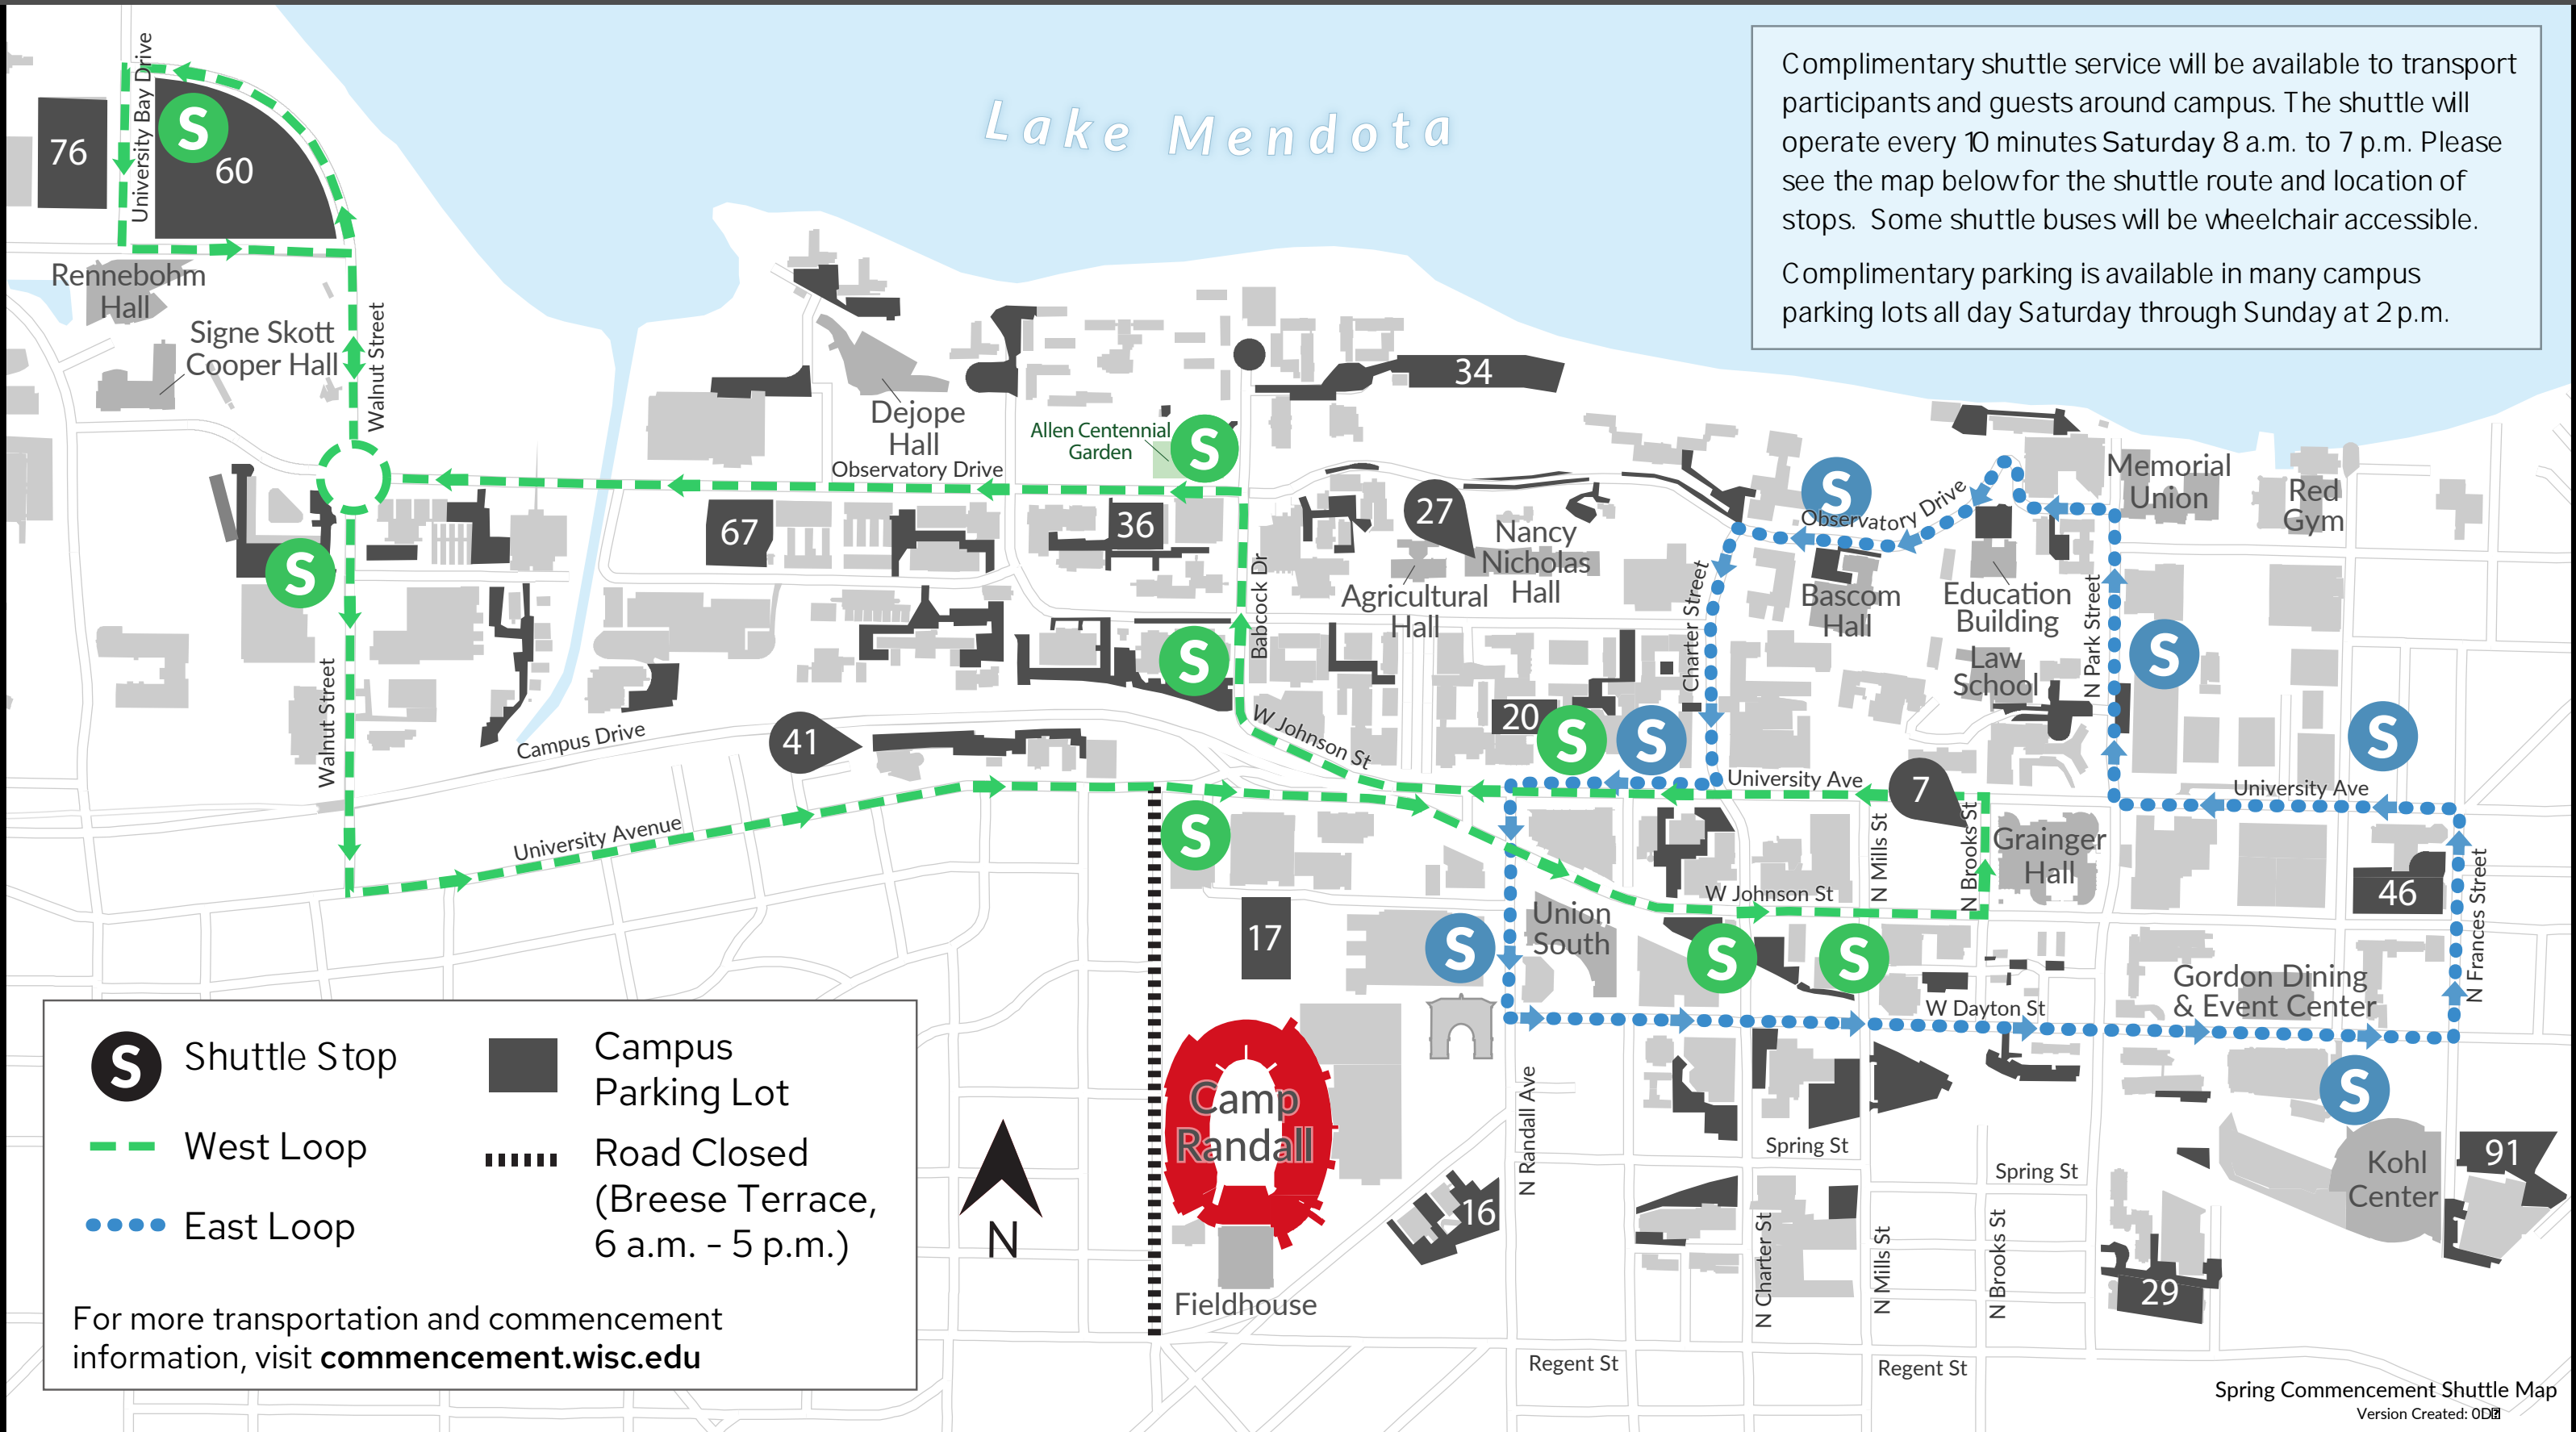 Complimentary shuttle service will be available to transport
participants and guests around campus. The shuttle will
operate every 10 minutes Saturday 8 a.m. to 7 p.m. Please
see the map below for the shuttle route and location of
stops. Some shuttle buses will be wheelchair accessible.
Complimentary parking is available in many campus
parking lots all day Saturday through Sunday at 2 p.m.
Lake Mendota
University Bay Drive
76
S
60
Rennebohm
Hall
Signe Skott
Cooper Hall
Walnut Street
Dejope
Hall
Allen Centennial
Garden
S
34
Observatory Drive
67
36
27
Nancy
Nicholas
Hall
Agricultural
Hall
S
Observatory Drive
Memorial
Union
Red
Gym
S
Babcock Dr
Charter Street
Bascom
Hall
Education
Building
Law
School
N Park Street
S
S
Walnut Street
Campus Drive
41
W Johnson St
20
S
S
University Ave
7
S
University Ave
University Avenue
S
N Mills St
N Brooks St
Grainger
Hall
46
N Frances Street
W Johnson St
17
S
Union
South
S
S
Gordon Dining
& Event Center
W Dayton St
S
Camp
Randall
N Randall Ave
Spring St
Spring St
Kohl
Center
91
16
N Charter St
N Mills St
N Brooks St
29
Fieldhouse
Regent St
Regent St
S
Shuttle Stop
West Loop
East Loop
Campus
Parking Lot
Road Closed
(Breese Terrace,
6 a.m. - 5 p.m.)
For more transportation and commencement
information, visit commencement.wisc.edu
N
Spring Commencement Shuttle Map
Version Created: 0D